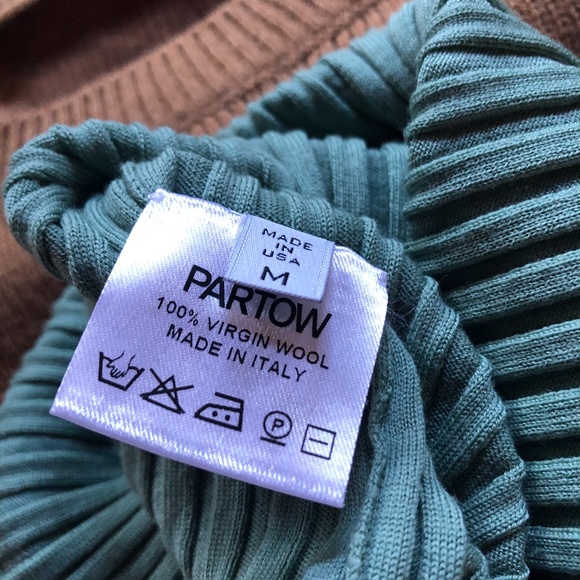 MADE
IN
USA
M
PARTOW
100% VIRGIN WOOL
MADE IN ITALY
P